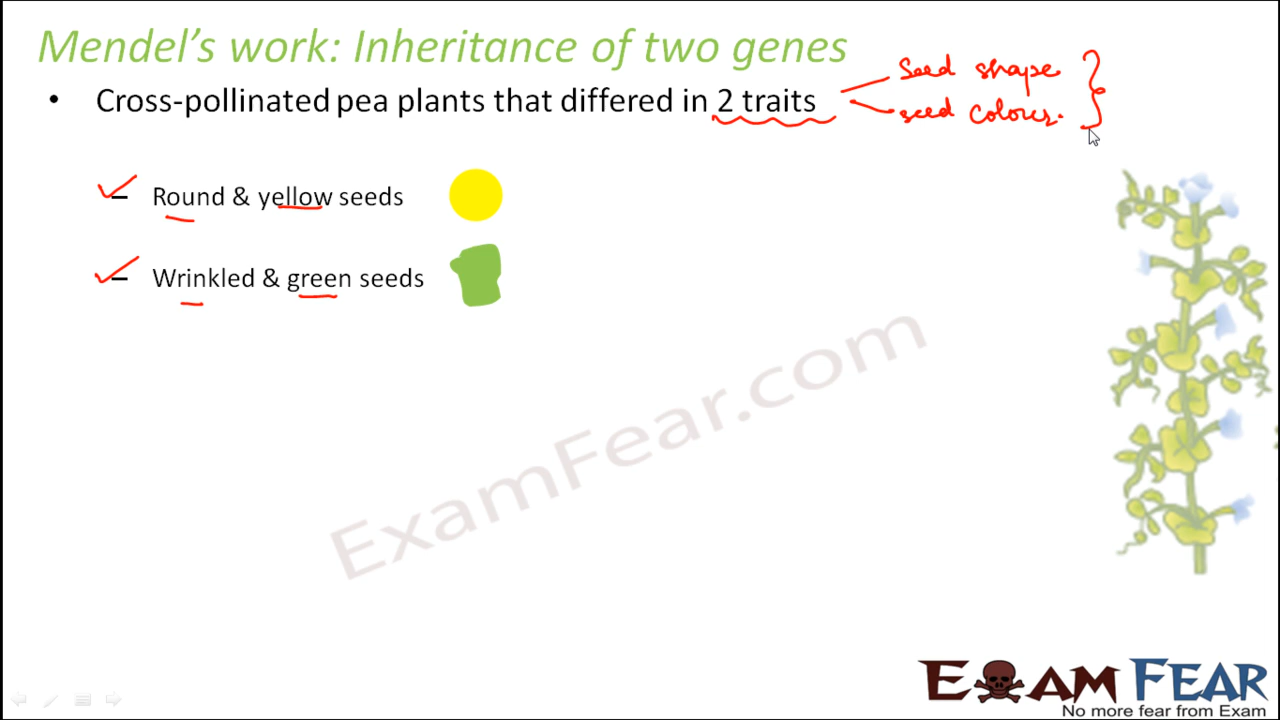 Mendel's work: Inheritance of two genes
• Cross-pollinated pea plants that differed in 2 traits
Seed shape
seed colour.
– Round & yellow seeds
– Wrinkled & green seeds
ExamFear.com
EXAM FEAR
No more fear from Exam